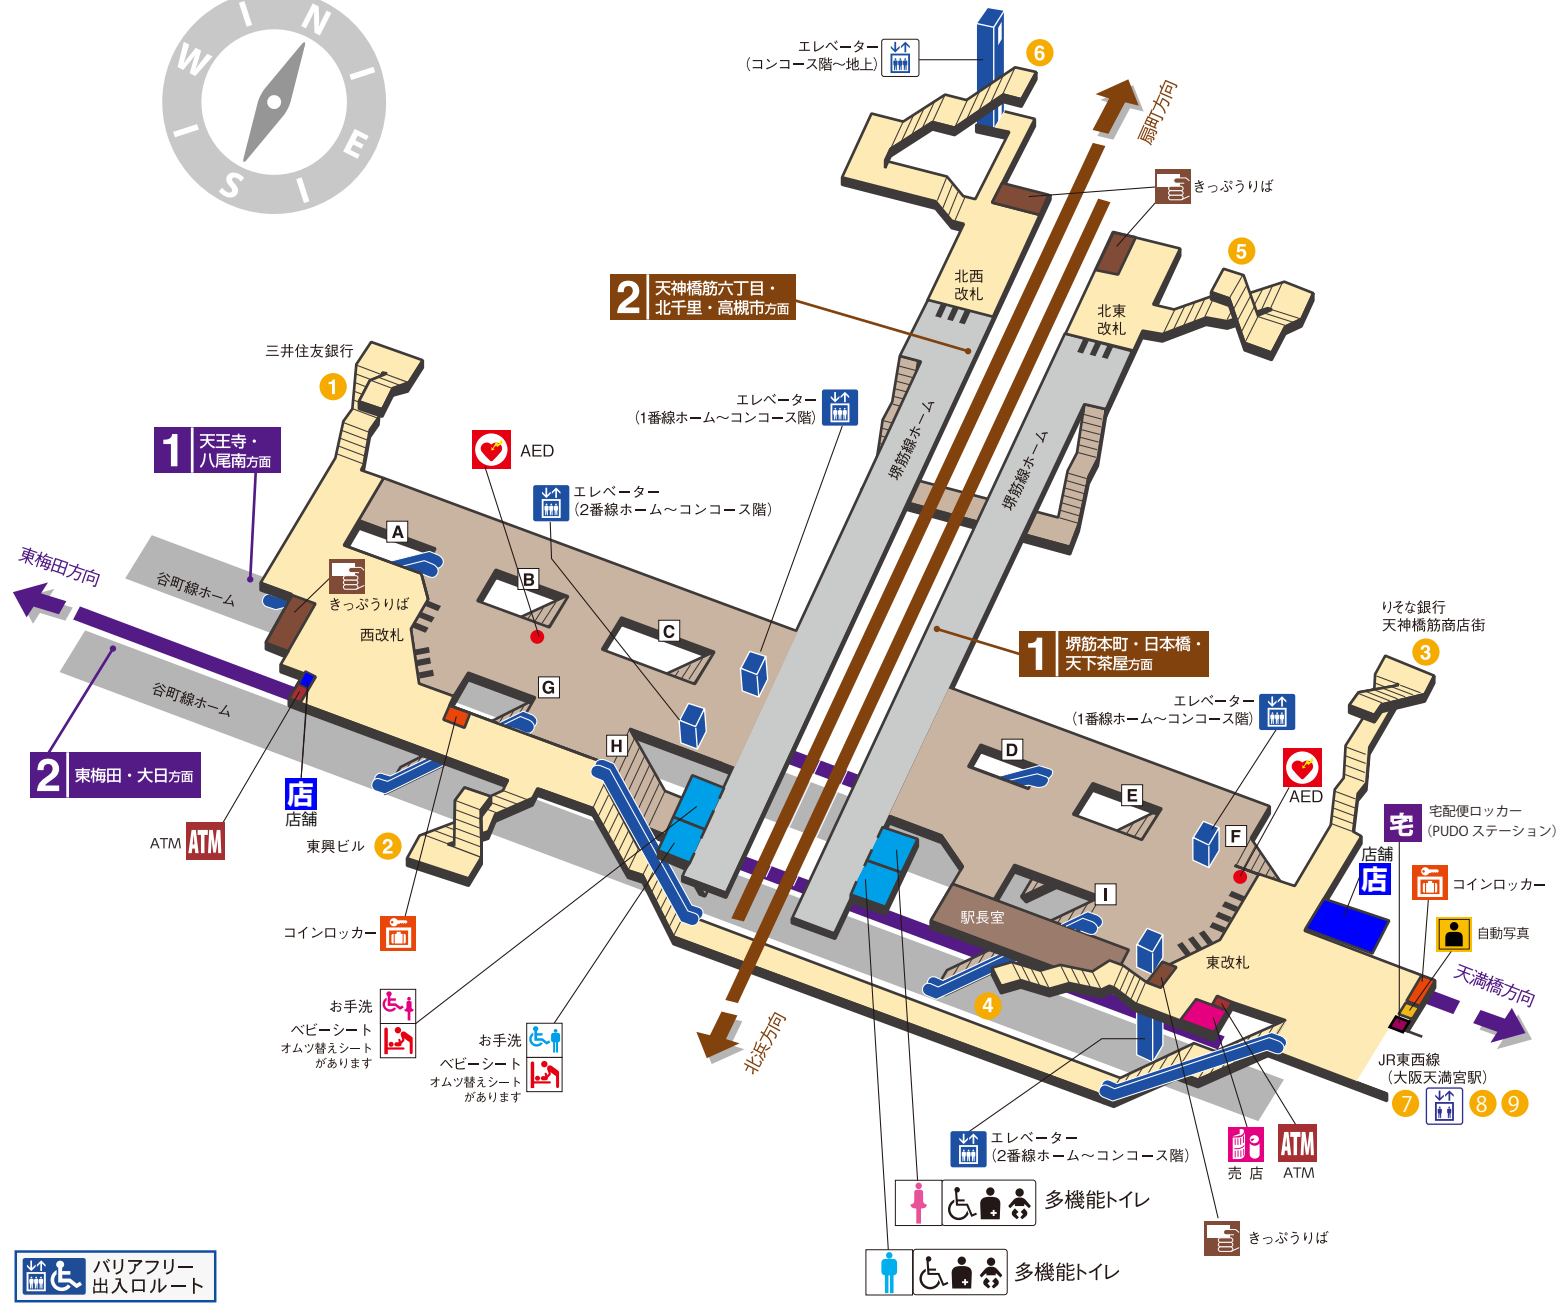 N
W
E
S
エレベーター
(コンコース階～地上)
6
扇町方向
きっぷうりば
5
北西
改札
北東
改札
2
天神橋筋六丁目・
北千里・高槻市方面
三井住友銀行
1
エレベーター
(1番線ホーム～コンコース階)
堺筋線ホーム
堺筋線ホーム
1
天王寺・
八尾南方面
AED
エレベーター
(2番線ホーム～コンコース階)
A
B
C
東梅田方向
谷町線ホーム
きっぷうりば
西改札
G
谷町線ホーム
H
2
東梅田・大日方面
店
店舗
ATM
ATM
東興ビル
2
コインロッカー
1
堺筋本町・日本橋・
天下茶屋方面
りそな銀行
天神橋筋商店街
3
エレベーター
(1番線ホーム～コンコース階)
D
E
F
AED
I
駅長室
東改札
4
宅
宅配便ロッカー
(PUDOステーション)
店舗
店
コインロッカー
自動写真
天満橋方向
お手洗
ベビーシート
オムツ替えシート
があります
お手洗
ベビーシート
オムツ替えシート
があります
北浜方向
JR東西線
(大阪天満宮駅)
7
8
9
エレベーター
(2番線ホーム～コンコース階)
売店
ATM
ATM
多機能トイレ
きっぷうりば
多機能トイレ
バリアフリー
出入口ルート